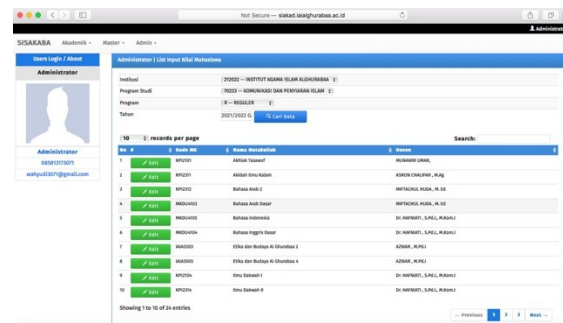 Not Secure — siakad.iaialghurabaa.ac.id
Administrat
SISAKABA Akademik Master Admin
Users Login / About
Administrator
Administrator
085813173071
wahyudi3071@gmail.com
Administrator | List Input Nilai Mahasiswa
Institusi 212022 -- INSTITUT AGAMA ISLAM ALGHURABAA
Program Studi 70233 -- KOMUNIKASI DAN PENYIARAN ISLAM
Program R -- REGULER
Tahun 2021/2022 G Cari Data
10 records per page Search:
No # Kode MK Nama Matakuliah Dosen
1 Edit KPI2101 Akhlak Tasawuf MUNAWIR UMAR,
2 Edit KPI2311 Akidah Ilmu Kalam ASRON CHALIPAH , M.Ag
3 Edit KPI2312 Bahasa Arab 2 MIFTACHUL HUDA , M. Ed
4 Edit MKDU4103 Bahasa Arab Dasar MIFTACHUL HUDA , M. Ed
5 Edit MKDU4105 Bahasa Indonesia Dr. HAFNIATI , S.Pd.I., M.Kom.I
6 Edit MKDU4104 Bahasa Inggris Dasar Dr. HAFNIATI , S.Pd.I., M.Kom.I
7 Edit IAIA5303 Etika dan Budaya Al Ghurabaa 2 AZWAR , M.Pd.I
8 Edit IAIA5505 Etika dan Budaya Al Ghurabaa 4 AZWAR , M.Pd.I
9 Edit KPI2104 Ilmu Dakwah I Dr. HAFNIATI , S.Pd.I., M.Kom.I
10 Edit KPI2314 Ilmu Dakwah II Dr. HAFNIATI , S.Pd.I., M.Kom.I
Showing 1 to 10 of 24 entries
← Previous 1 2 3 Next →